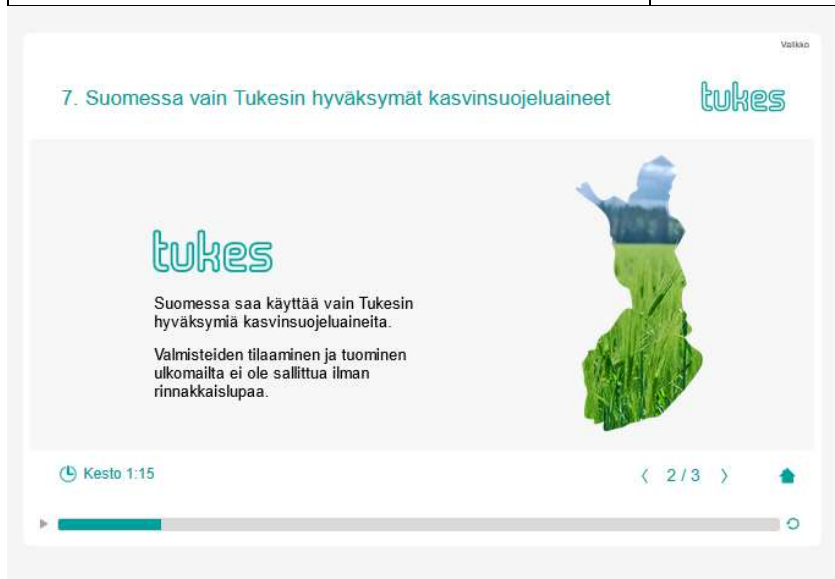 Valikko
7. Suomessa vain Tukesin hyväksymät kasvinsuojeluaineet
tukes
tukes
Suomessa saa käyttää vain Tukesin
hyväksymiä kasvinsuojeluaineita.
Valmisteiden tilaaminen ja tuominen
ulkomailta ei ole sallittua ilman
rinnakkaislupaa.
Kesto 1:15
2 / 3